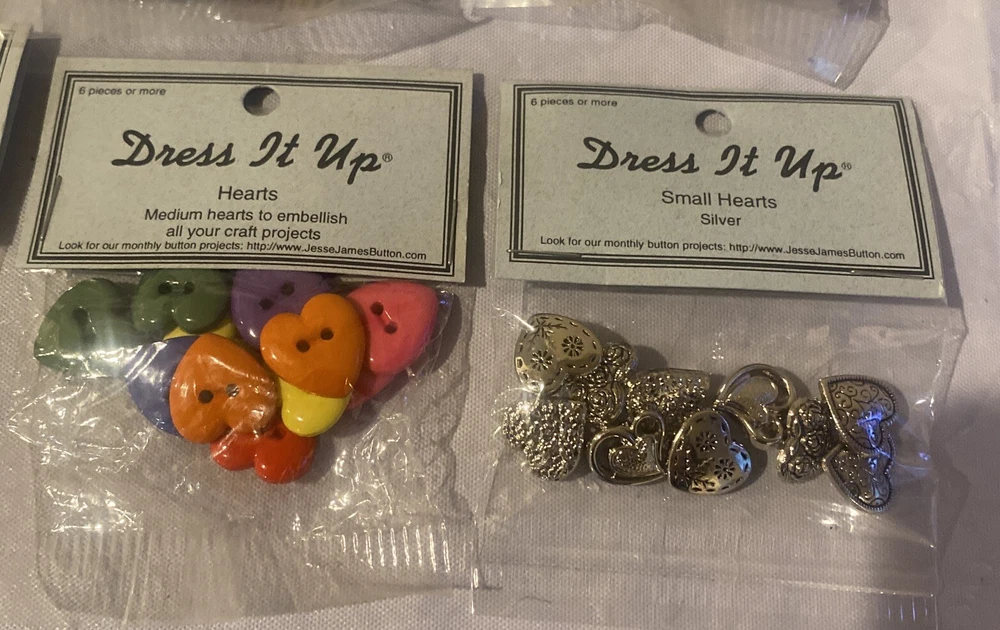 6 pieces or more
Dress It Up®
Hearts
Medium hearts to embellish
all your craft projects
Look for our monthly button projects: http://www.JesseJamesButton.com
6 pieces or more
Dress It Up®
Small Hearts
Silver
Look for our monthly button projects: http://www.JesseJamesButton.com